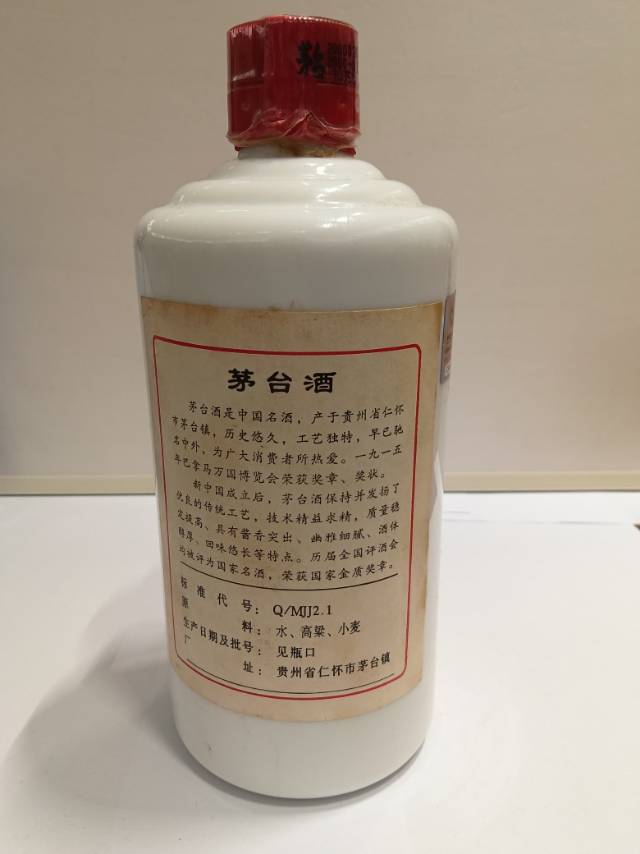 茅台酒
茅台酒是中国名酒，产于贵州省仁怀
市茅台镇，历史悠久，工艺独特，早已驰
名中外，为广大消费者所热爱。一九一五
年巴拿马万国博览会荣获奖章、奖状。
新中国成立后，茅台酒保持并发扬了
优良的传统工艺，技术精益求精，质量稳
定提高、具有酱香突出、幽雅细腻、酒体
醇厚、回味悠长等特点。历届全国评酒会
均被评为国家名酒，荣获国家金质奖章。
标准代号：Q/MJJ2.1
原料：水、高粱、小麦
生产日期及批号：见瓶口
厂址：贵州省仁怀市茅台镇